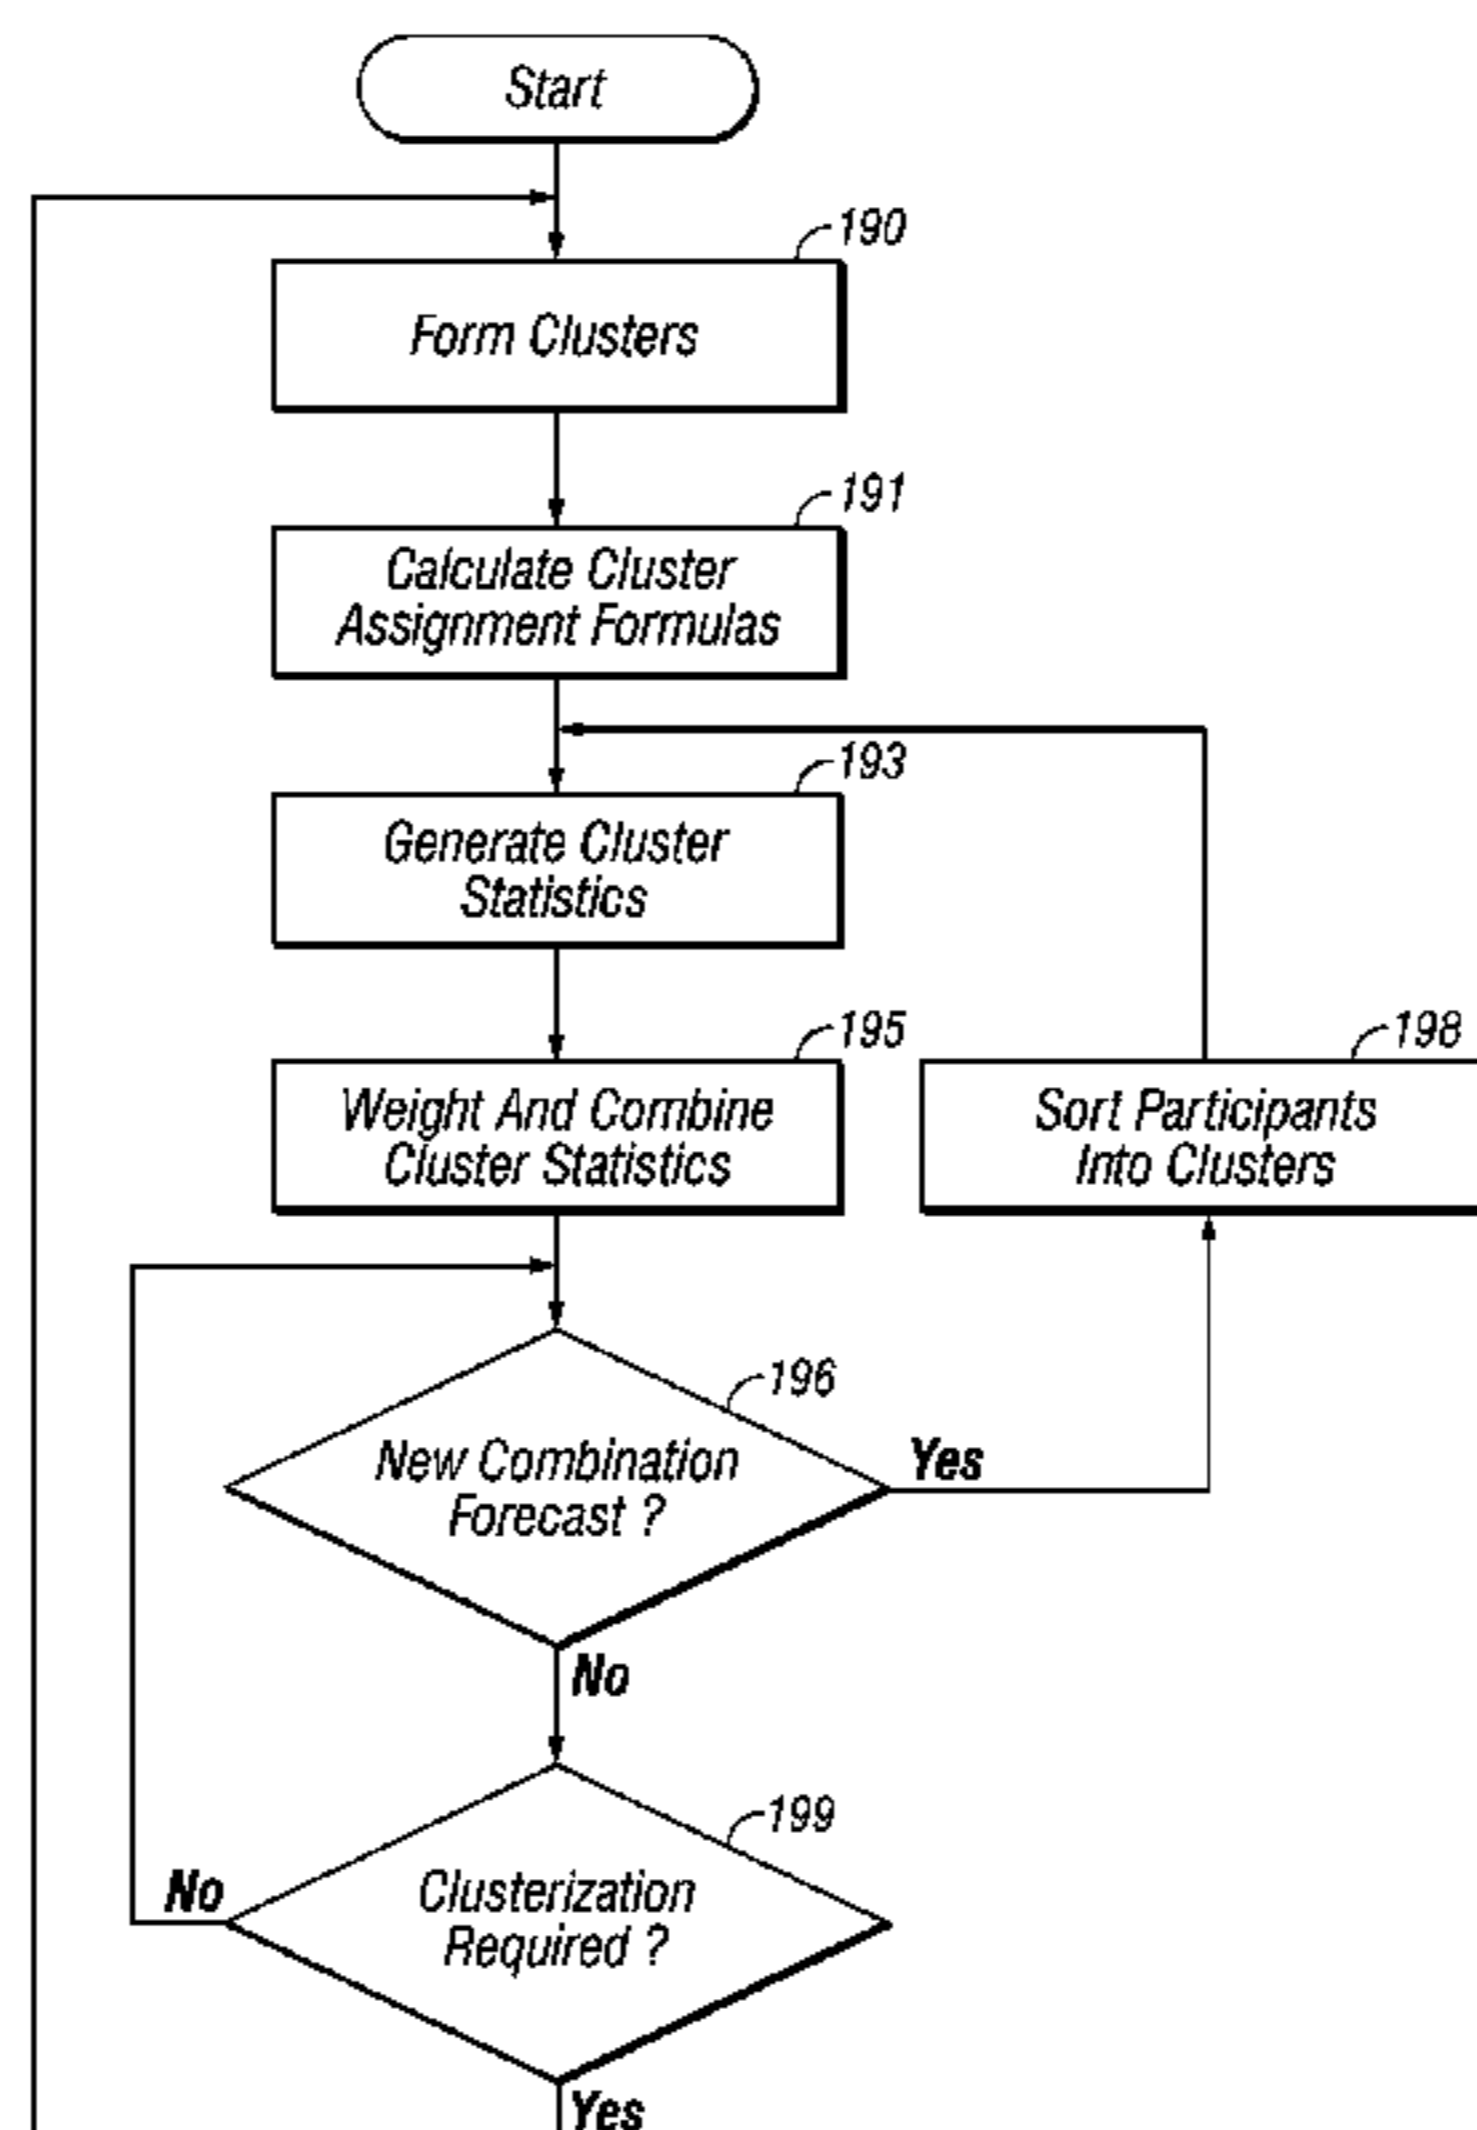 Start
190
Form Clusters
191
Calculate Cluster
Assignment Formulas
193
Generate Cluster
Statistics
195
Weight And Combine
Cluster Statistics
198
Sort Participants
Into Clusters
196
New Combination
Forecast ?
Yes
No
199
Clusterization
Required ?
No
Yes